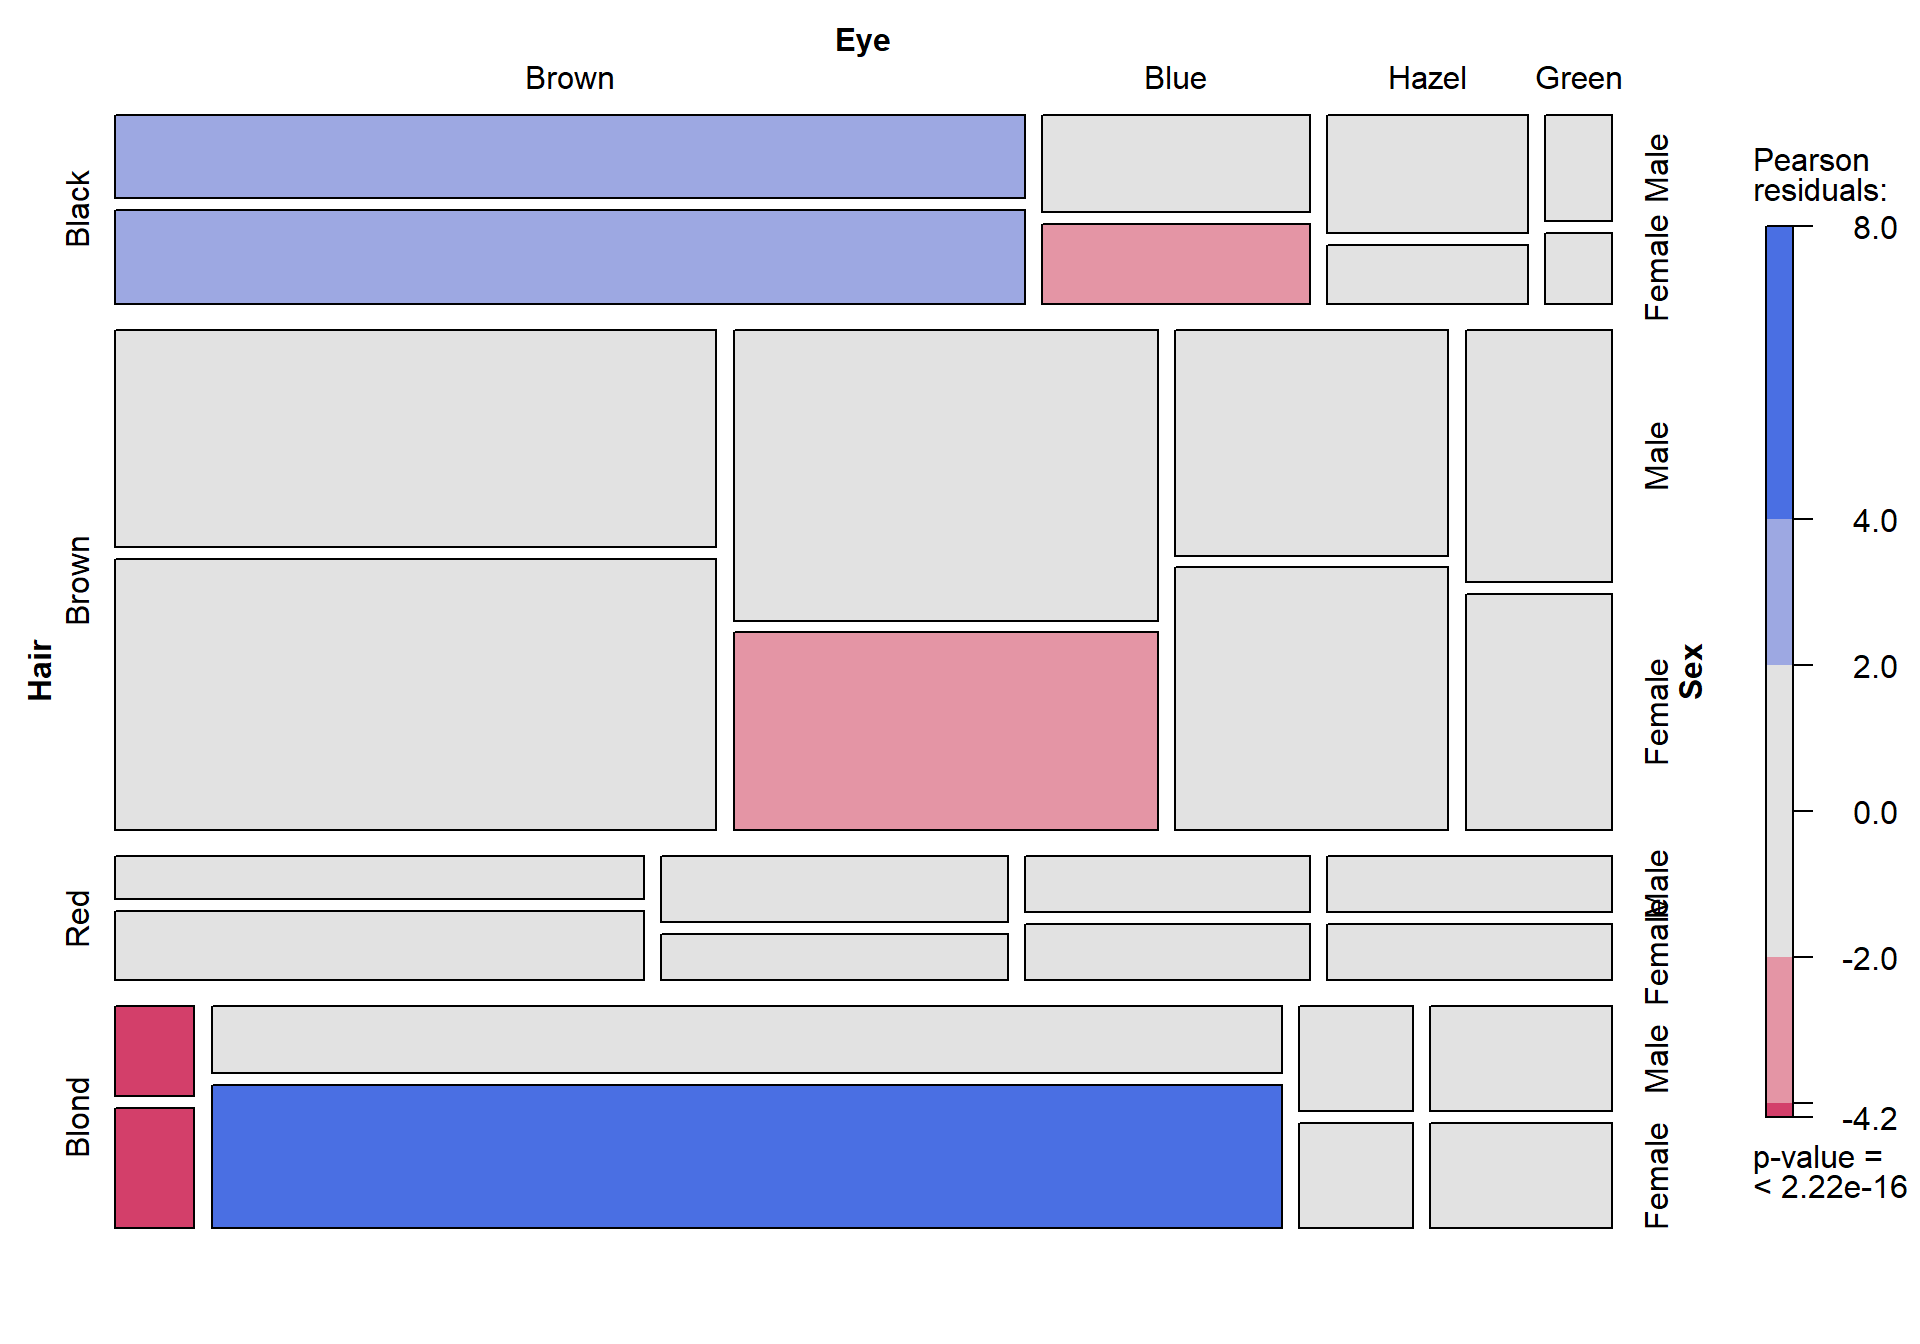 Eye
Brown Blue Hazel Green
Hair
Black
Brown
Red
Blond
Male
Female
Male
Female
Male
Female
Male
Female
Sex
Pearson
residuals:
8.0
4.0
2.0
0.0
-2.0
-4.2
p-value =
< 2.22e-16